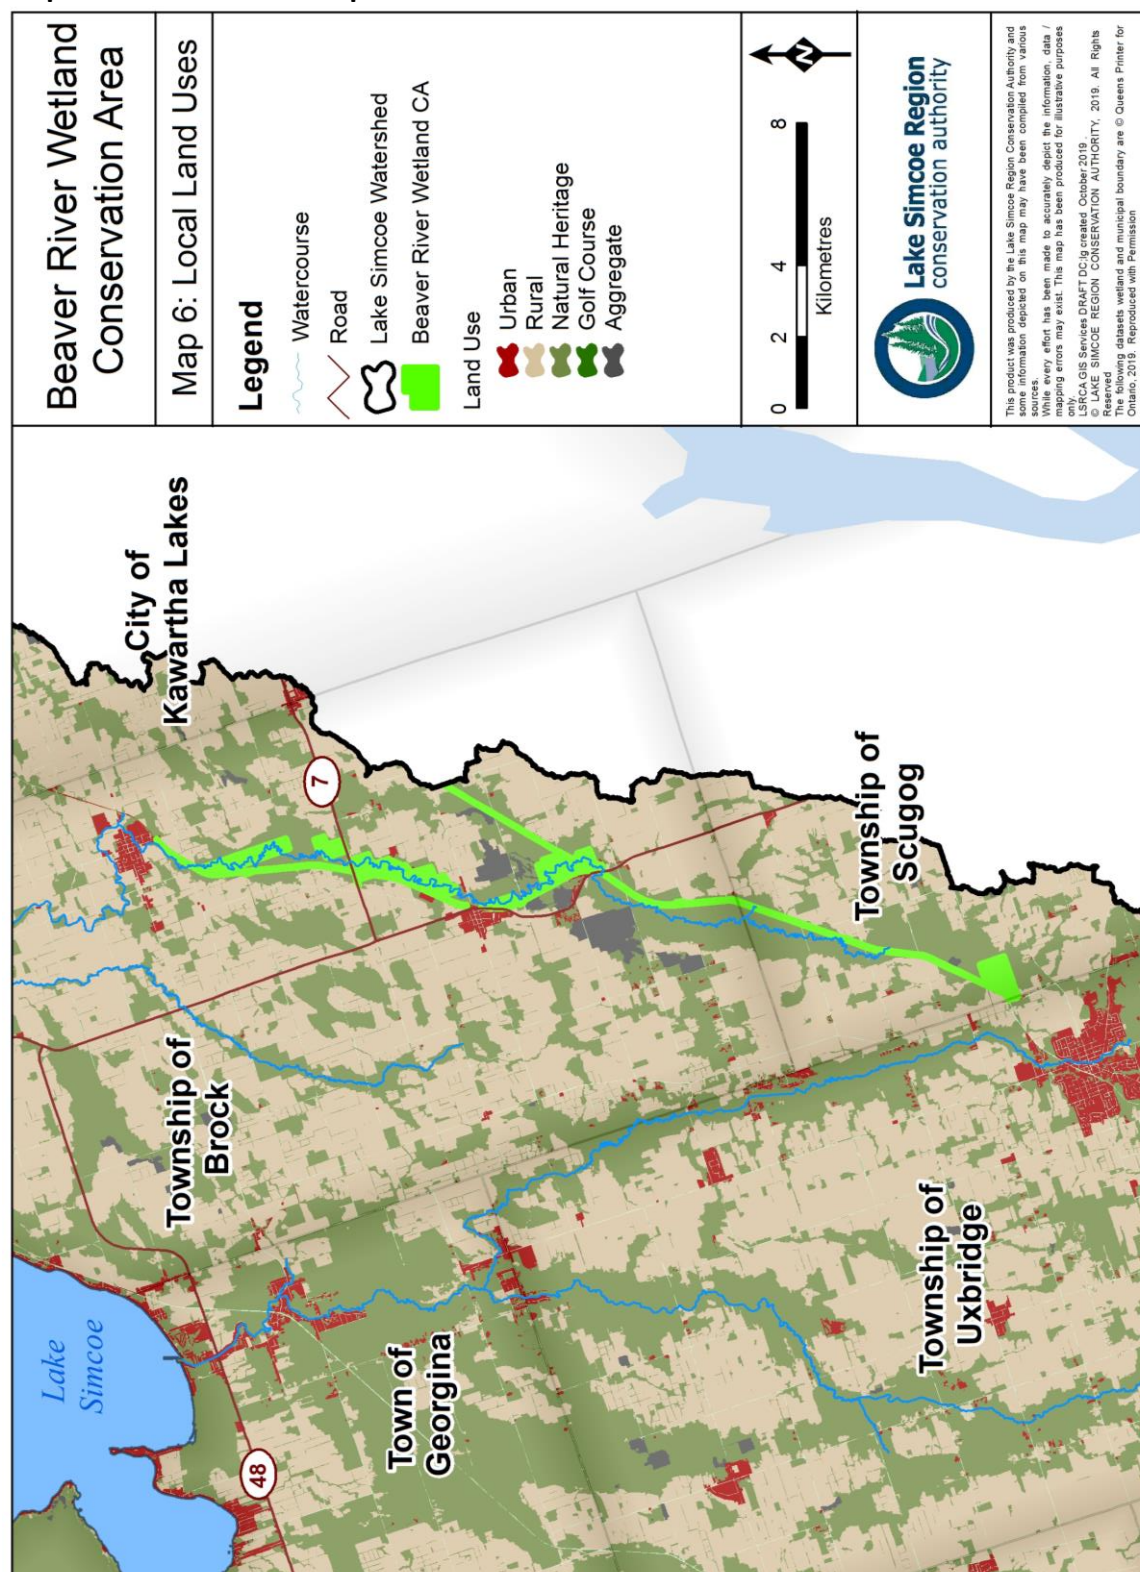 Beaver River Wetland
Conservation Area
Map 6: Local Land Uses
Legend
Watercourse
Road
Lake Simcoe Watershed
Beaver River Wetland CA
Land Use
Urban
Rural
Natural Heritage
Golf Course
Aggregate
0 2 4 8
Kilometres
N
Lake Simcoe Region
conservation authority
This product was produced by the Lake Simcoe Region Conservation Authority and
some information depicted on this map may have been compiled from various
sources.
While every effort has been made to accurately depict the information, data /
mapping errors may exist. This map has been produced for illustrative purposes
only.
LSRCA GIS Services DRAFT DC:lg created October 2019 .
© LAKE SIMCOE REGION CONSERVATION AUTHORITY, 2019. All Rights
Reserved
The following datasets wetland and municipal boundary are © Queens Printer for
Ontario, 2019. Reproduced with Permission
City of
Kawartha Lakes
7
Township of
Scugog
Township of
Brock
Township of
Uxbridge
Town of
Georgina
Lake
Simcoe
48